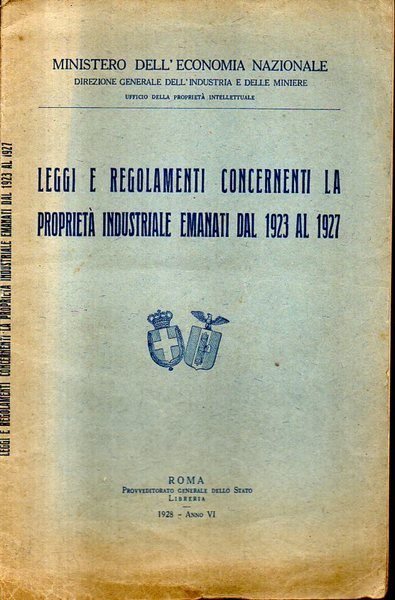 MINISTERO DELL'ECONOMIA NAZIONALE
DIREZIONE GENERALE DELL'INDUSTRIA E DELLE MINIERE
UFFICIO DELLA PROPRIETÀ INTELLETTUALE
LEGGI E REGOLAMENTI CONCERNENTI LA
PROPRIETÀ INDUSTRIALE EMANATI DAL 1923 AL 1927
ROMA
PROVVEDITORATO GENERALE DELLO STATO
LIBRERIA
1928 - ANNO VI
LEGGI E REGOLAMENTI CONCERNENTI LA PROPRIETÀ INDUSTRIALE EMANATI DAL 1923 AL 1927